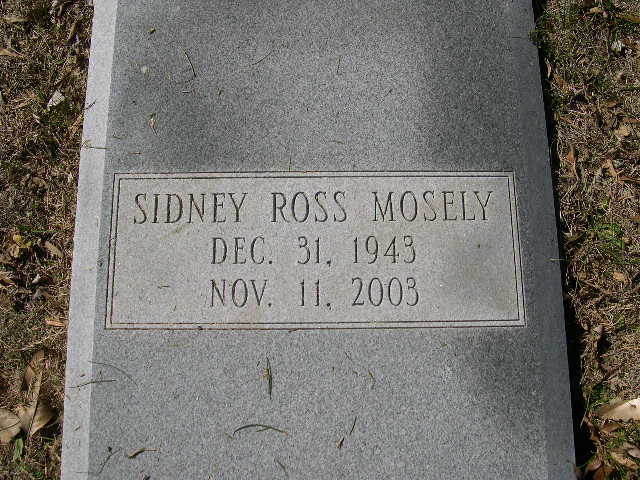 SIDNEY ROSS MOSELY
DEC. 31, 1943
NOV. 11, 2003